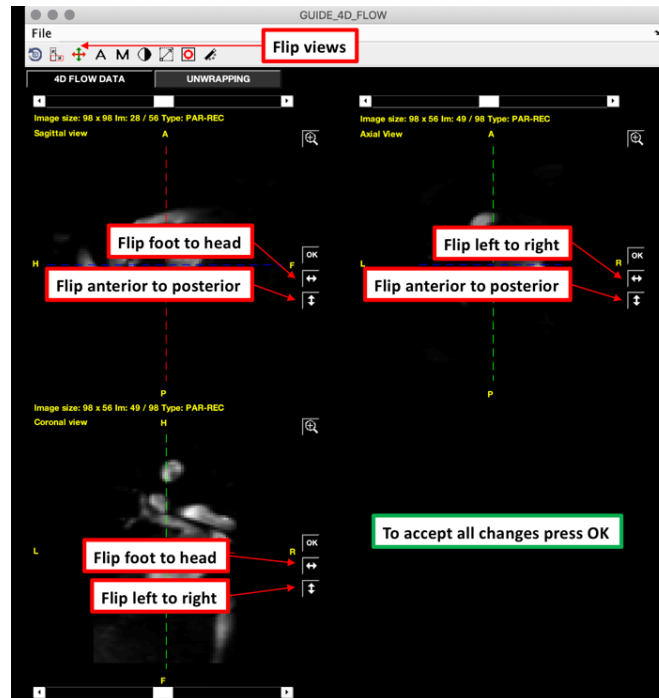 GUIDE_4D_FLOW
File
Flip views
A M
4D FLOW DATA
UNWRAPPING
Image size: 98 x 98 Im: 28 / 56 Type: PAR-REC
Sagittal view
A
Flip foot to head
OK
H
F
Flip anterior to posterior
P
Image size: 98 x 56 Im: 49 / 98 Type: PAR-REC
Axial View
A
Flip left to right
OK
L
R
Flip anterior to posterior
P
Image size: 98 x 56 Im: 49 / 98 Type: PAR-REC
Coronal view
H
OK
L
R
Flip foot to head
Flip left to right
F
To accept all changes press OK